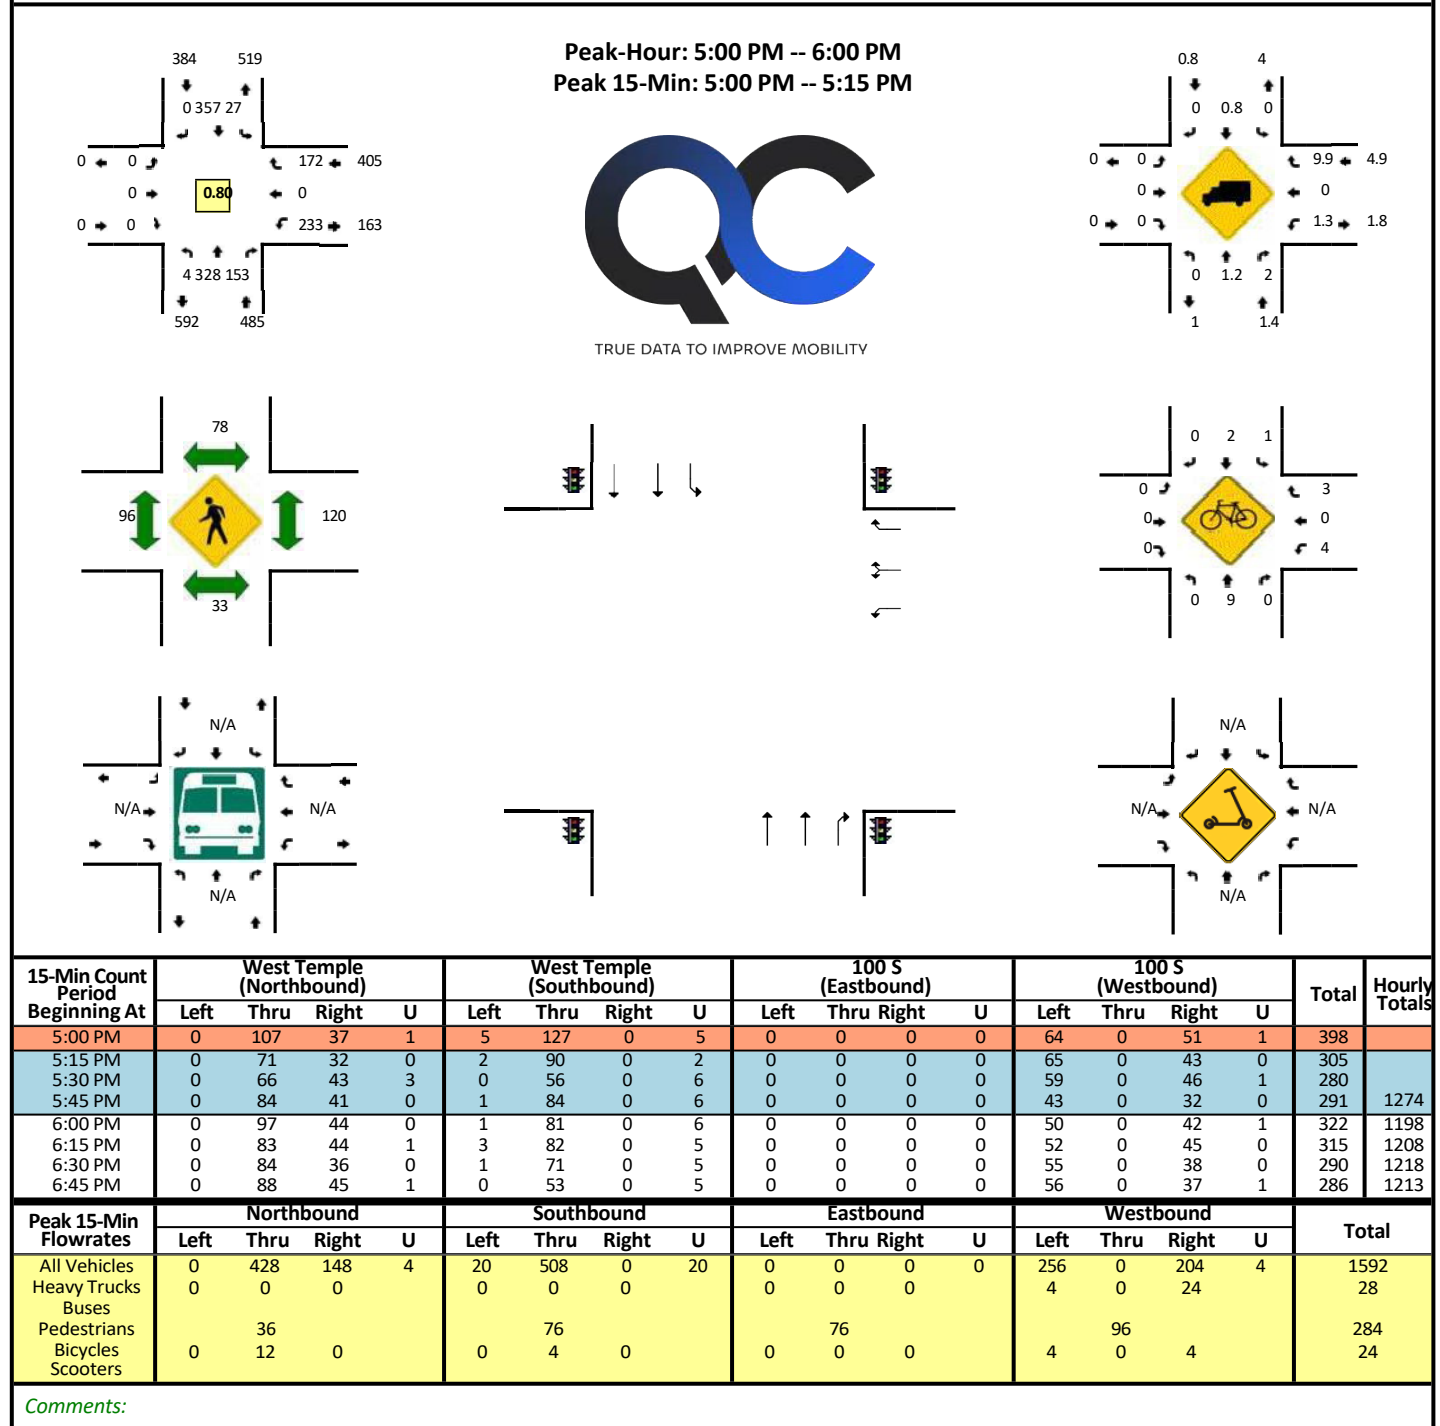 Peak-Hour: 5:00 PM -- 6:00 PM
Peak 15-Min: 5:00 PM -- 5:15 PM
384 519
0 357 27
0 0 172 405
0 0.80 0
0 0 233 163
4 328 153
592 485
0.8 4
0 0.8 0
0 0 9.9 4.9
0 0
0 0 1.3 1.8
0 1.2 2
1 1.4
QC
TRUE DATA TO IMPROVE MOBILITY
78
96 120
33
0 2 1
0 3
0 0
0 4
0 9 0
N/A
N/A N/A
N/A
N/A
N/A N/A
N/A
15-Min Count Period Beginning At | West Temple (Northbound) | West Temple (Southbound) | 100 S (Eastbound) | 100 S (Westbound) | Total | Hourly Totals
Left Thru Right U Left Thru Right U Left Thru Right U Left Thru Right U
5:00 PM 0 107 37 1 5 127 0 5 0 0 0 0 64 0 51 1 398
5:15 PM 0 71 32 0 2 90 0 2 0 0 0 0 65 0 43 0 305
5:30 PM 0 66 43 3 0 56 0 6 0 0 0 0 59 0 46 1 280
5:45 PM 0 84 41 0 1 84 0 6 0 0 0 0 43 0 32 0 291 1274
6:00 PM 0 97 44 0 1 81 0 6 0 0 0 0 50 0 42 1 322 1198
6:15 PM 0 83 44 1 3 82 0 5 0 0 0 0 52 0 45 0 315 1208
6:30 PM 0 84 36 0 1 71 0 5 0 0 0 0 55 0 38 0 290 1218
6:45 PM 0 88 45 1 0 53 0 5 0 0 0 0 56 0 37 1 286 1213
Peak 15-Min Flowrates | Northbound | Southbound | Eastbound | Westbound | Total
Left Thru Right U Left Thru Right U Left Thru Right U Left Thru Right U
All Vehicles 0 428 148 4 20 508 0 20 0 0 0 0 256 0 204 4 1592
Heavy Trucks 0 0 0 0 0 0 0 0 0 4 0 24 28
Buses
Pedestrians 36 76 76 96 284
Bicycles 0 12 0 0 4 0 0 0 0 4 0 4 24
Scooters
Comments: